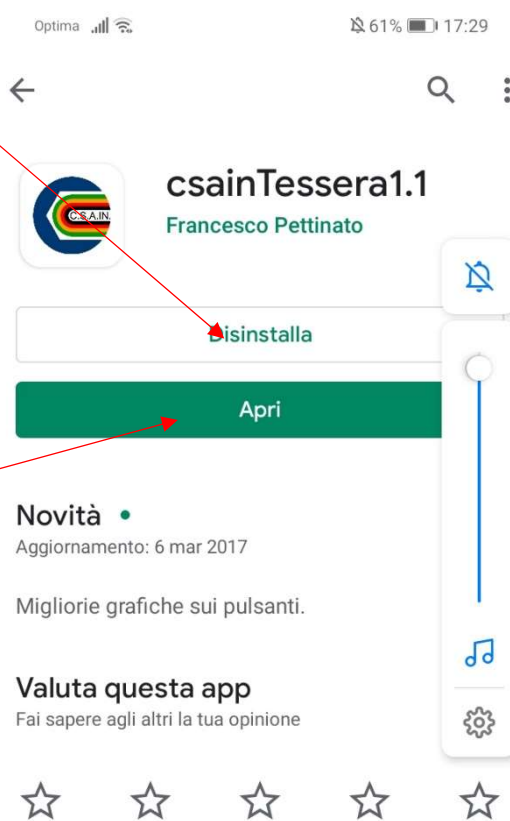 Optima 61% 17:29
csainTessera1.1
C.S.A.IN.
Francesco Pettinato
Disinstalla
Apri
Novità
Aggiornamento: 6 mar 2017
Migliorie grafiche sui pulsanti.
Valuta questa app
Fai sapere agli altri la tua opinione